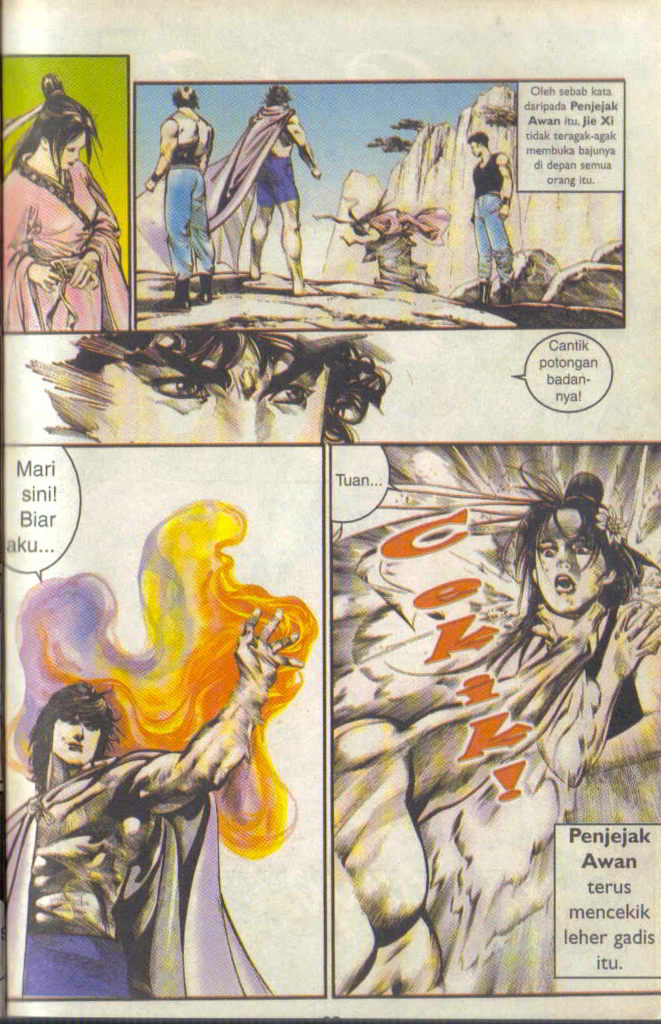 Oleh sebab kata
daripada Penjejak
Awan itu, Jie Xi
tidak teragak-agak
membuka bajunya
di depan semua
orang itu.
Cantik
potongan
badan-
nya!
Mari
sini!
Biar
aku...
Tuan...
COKKK!
Penjejak
Awan
terus
mencekik
leher gadis
itu.